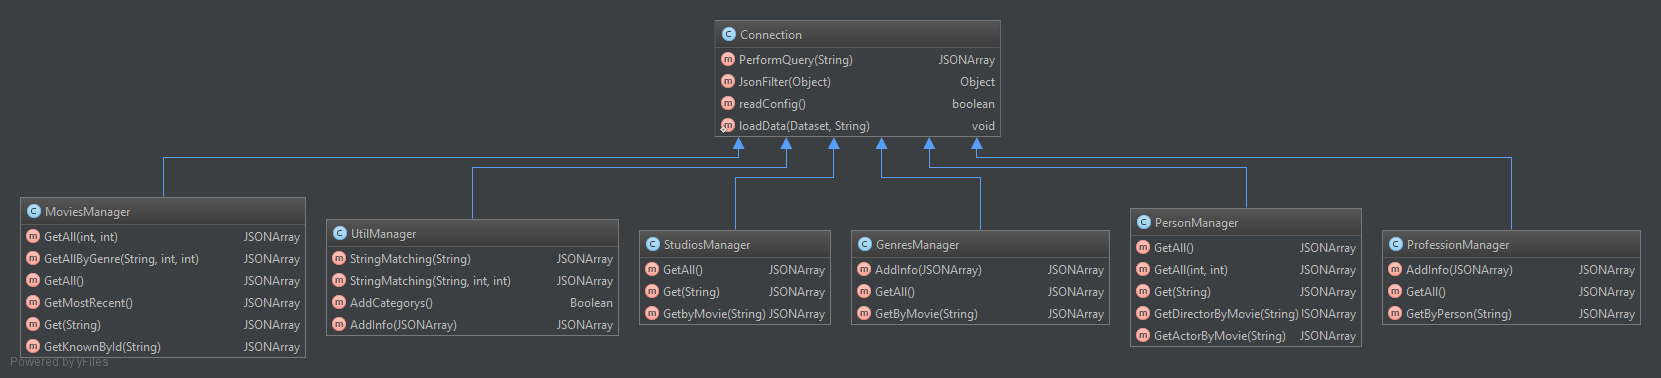 C Connection
m PerformQuery(String) JSONArray
m JsonFilter(Object) Object
m readConfig() boolean
m loadData(Dataset, String) void
C MoviesManager
m GetAll(int, int) JSONArray
m GetAllByGenre(String, int, int) JSONArray
m GetAll() JSONArray
m GetMostRecent() JSONArray
m Get(String) JSONArray
m GetKnownById(String) JSONArray
C UtilManager
m StringMatching(String) JSONArray
m StringMatching(String, int, int) JSONArray
m AddCategorys() Boolean
m AddInfo(JSONArray) JSONArray
C StudiosManager
m GetAll() JSONArray
m Get(String) JSONArray
m GetbyMovie(String) JSONArray
C GenresManager
m AddInfo(JSONArray) JSONArray
m GetAll() JSONArray
m GetByMovie(String) JSONArray
C PersonManager
m GetAll() JSONArray
m GetAll(int, int) JSONArray
m Get(String) JSONArray
m GetDirectorByMovie(String) JSONArray
m GetActorByMovie(String) JSONArray
C ProfessionManager
m AddInfo(JSONArray) JSONArray
m GetAll() JSONArray
m GetByPerson(String) JSONArray
Powered by yFiles